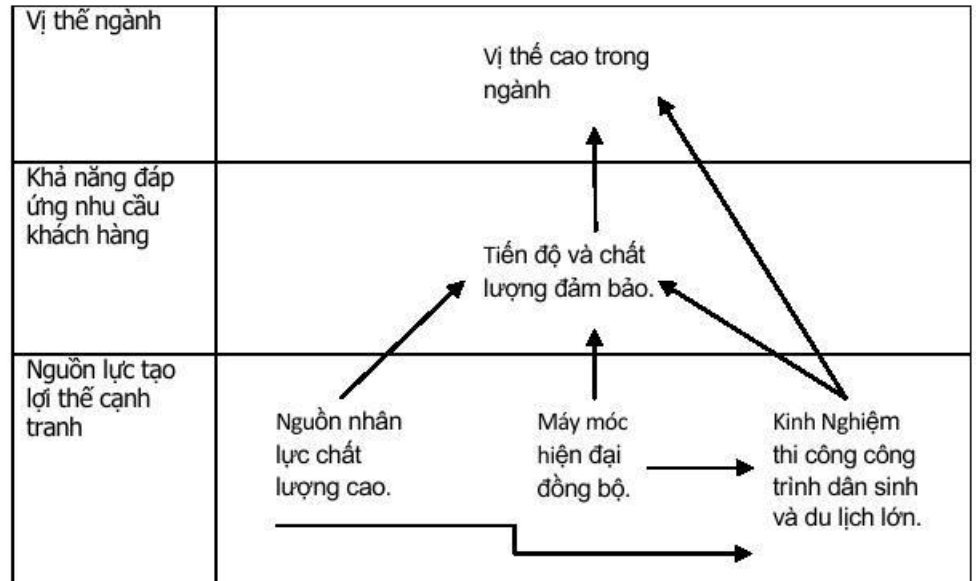 Vị thế ngành
Vị thế cao trong
ngành
Khả năng đáp
ứng nhu cầu
khách hàng
Tiến độ và chất
lượng đảm bảo.
Nguồn lực tạo
lợi thế cạnh
tranh
Nguồn nhân
lực chất
lượng cao.
Máy móc
hiện đại
đồng bộ.
Kinh Nghiệm
thi công công
trình dân sinh
và du lịch lớn.